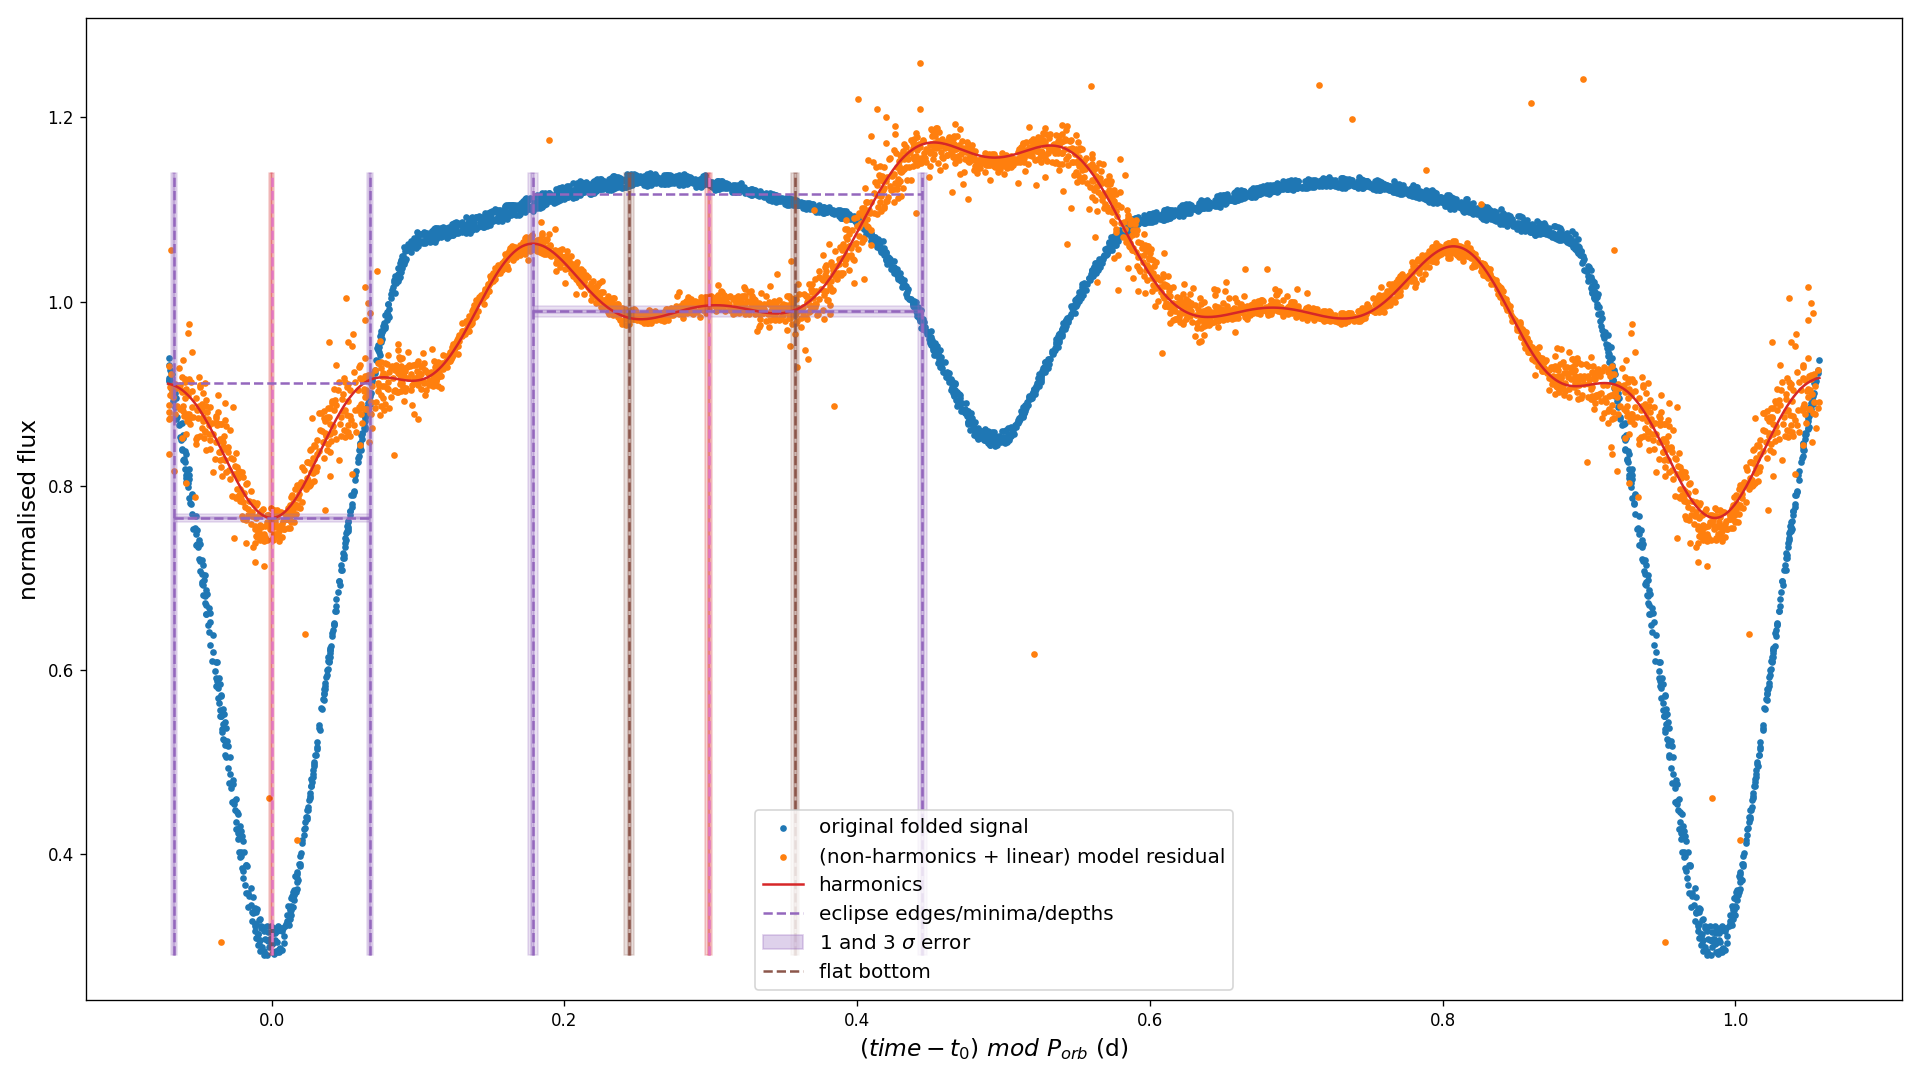 1.2
1.0
0.8
0.6
0.4
normalised flux
original folded signal
(non-harmonics + linear) model residual
harmonics
eclipse edges/minima/depths
1 and 3 σ error
flat bottom
0.0 0.2 0.4 0.6 0.8 1.0
(time − t₀) mod P_orb (d)